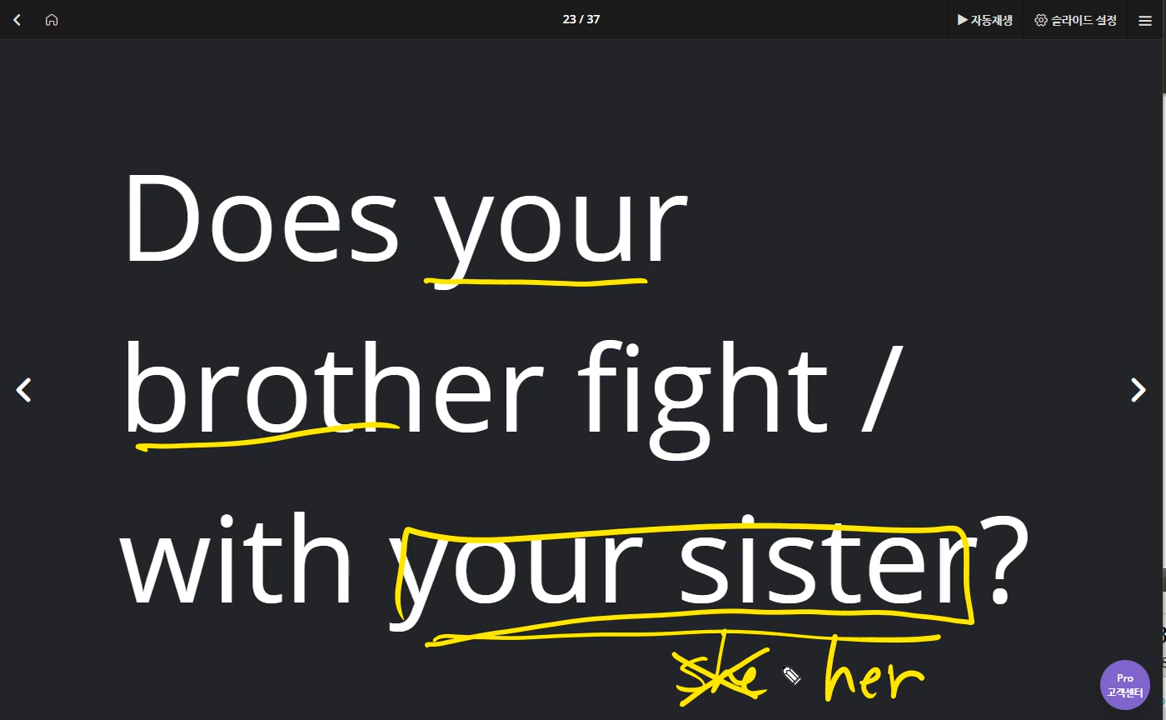 23 / 37
▶ 자동재생
슬라이드 설정
Does your
brother fight /
with your sister?
she her
Pro
고객센터